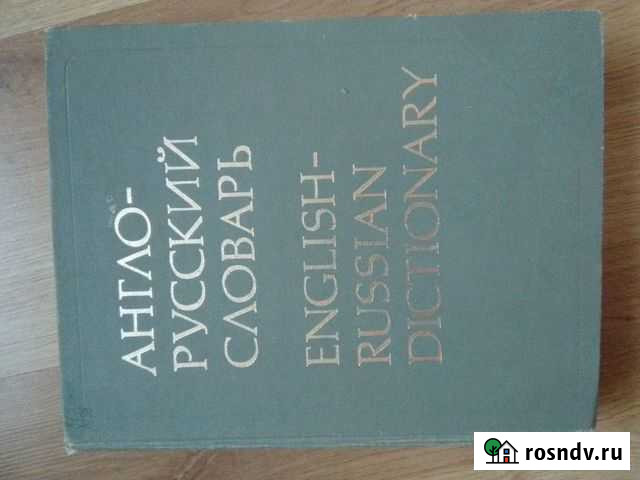 АНГЛО-
РУССКИЙ
СЛОВАРЬ
ENGLISH-
RUSSIAN
DICTIONARY
rosndv.ru